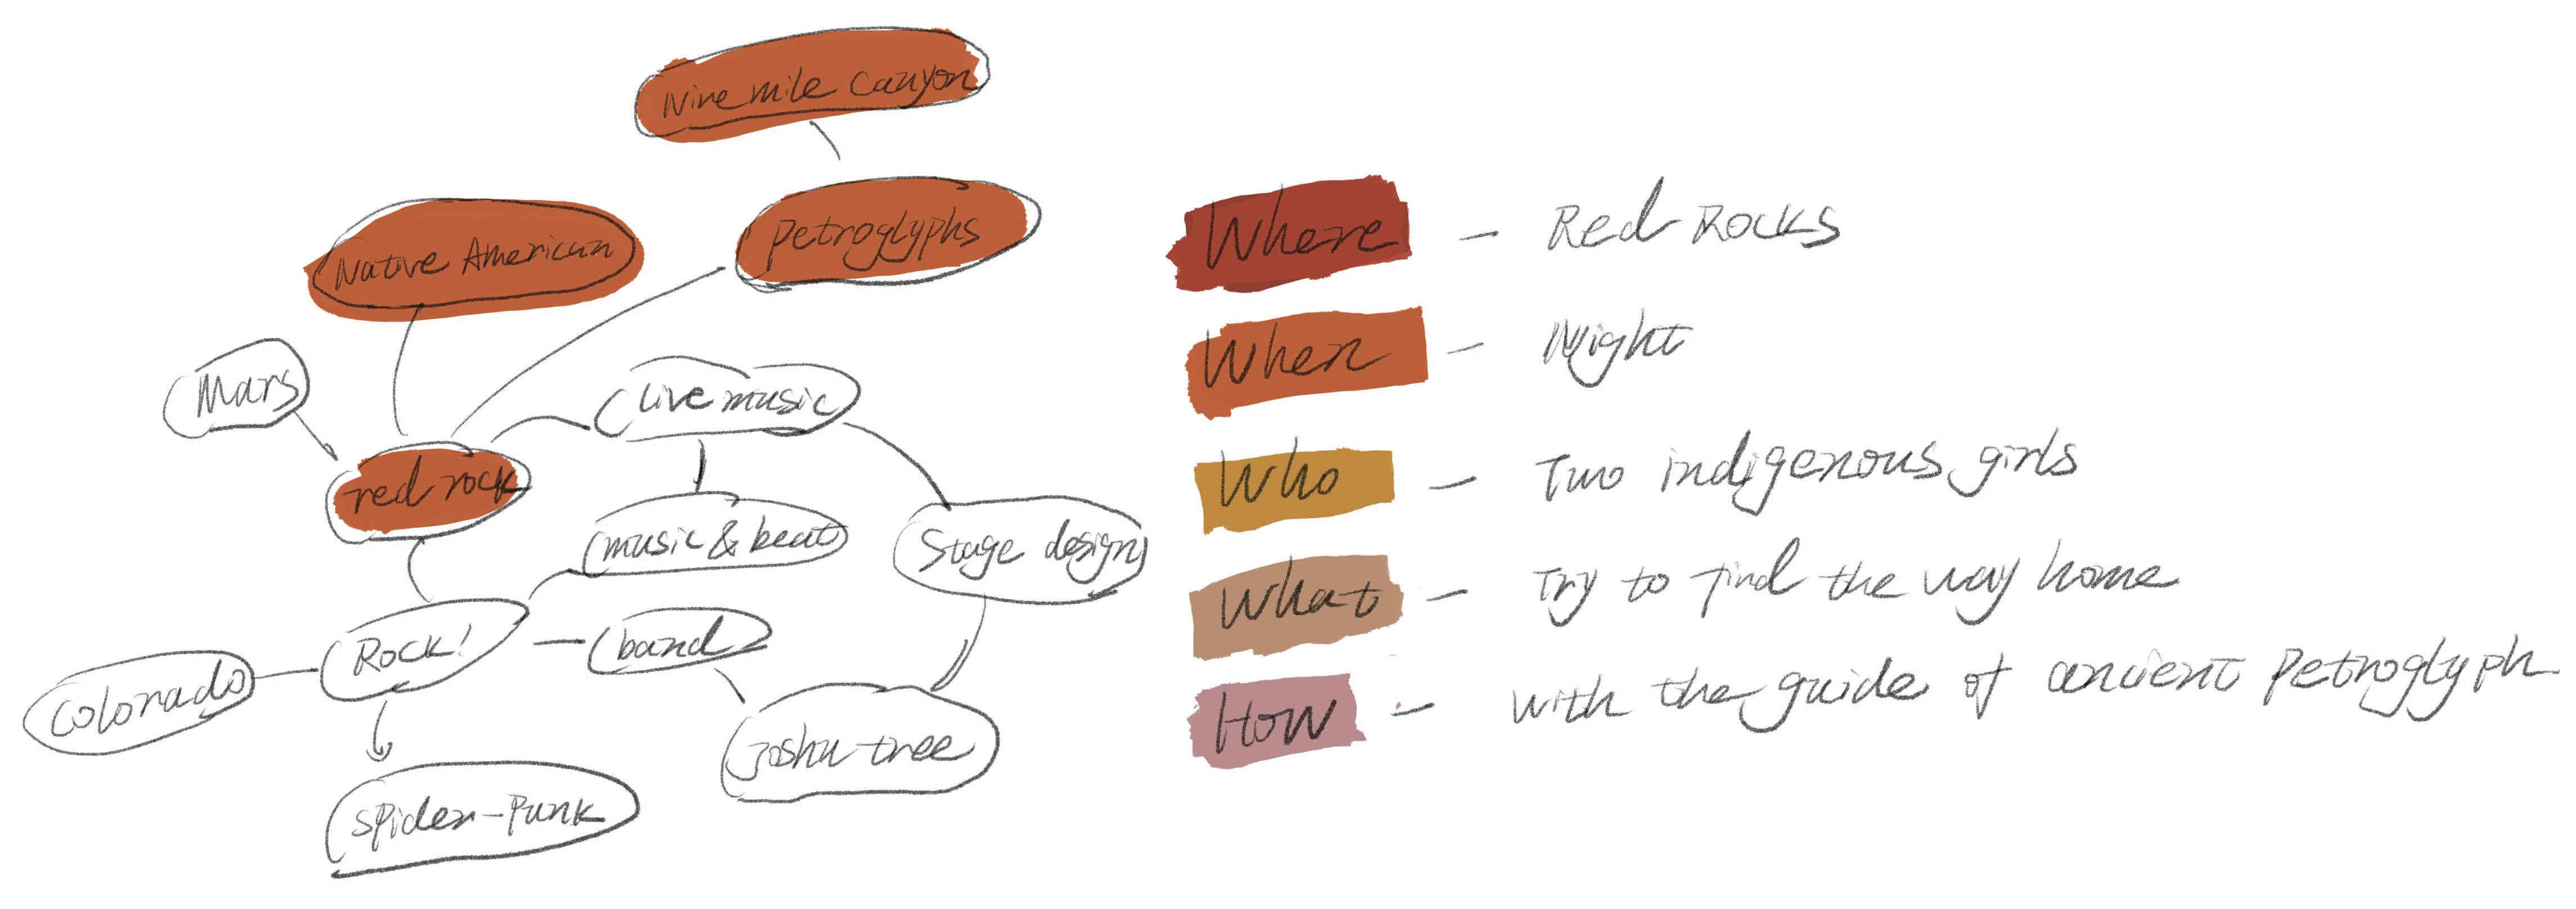 Nine mile Canyon
Native American
Petroglyphs
Mars
Live music
red rock
music & beat
Stage design
Rock!
band
Colorado
Joshu tree
Spider-Punk
Where - Red Rocks
When - Night
Who - Two indigenous girls
What - Try to find the way home
How - with the guide of ancient petroglyph